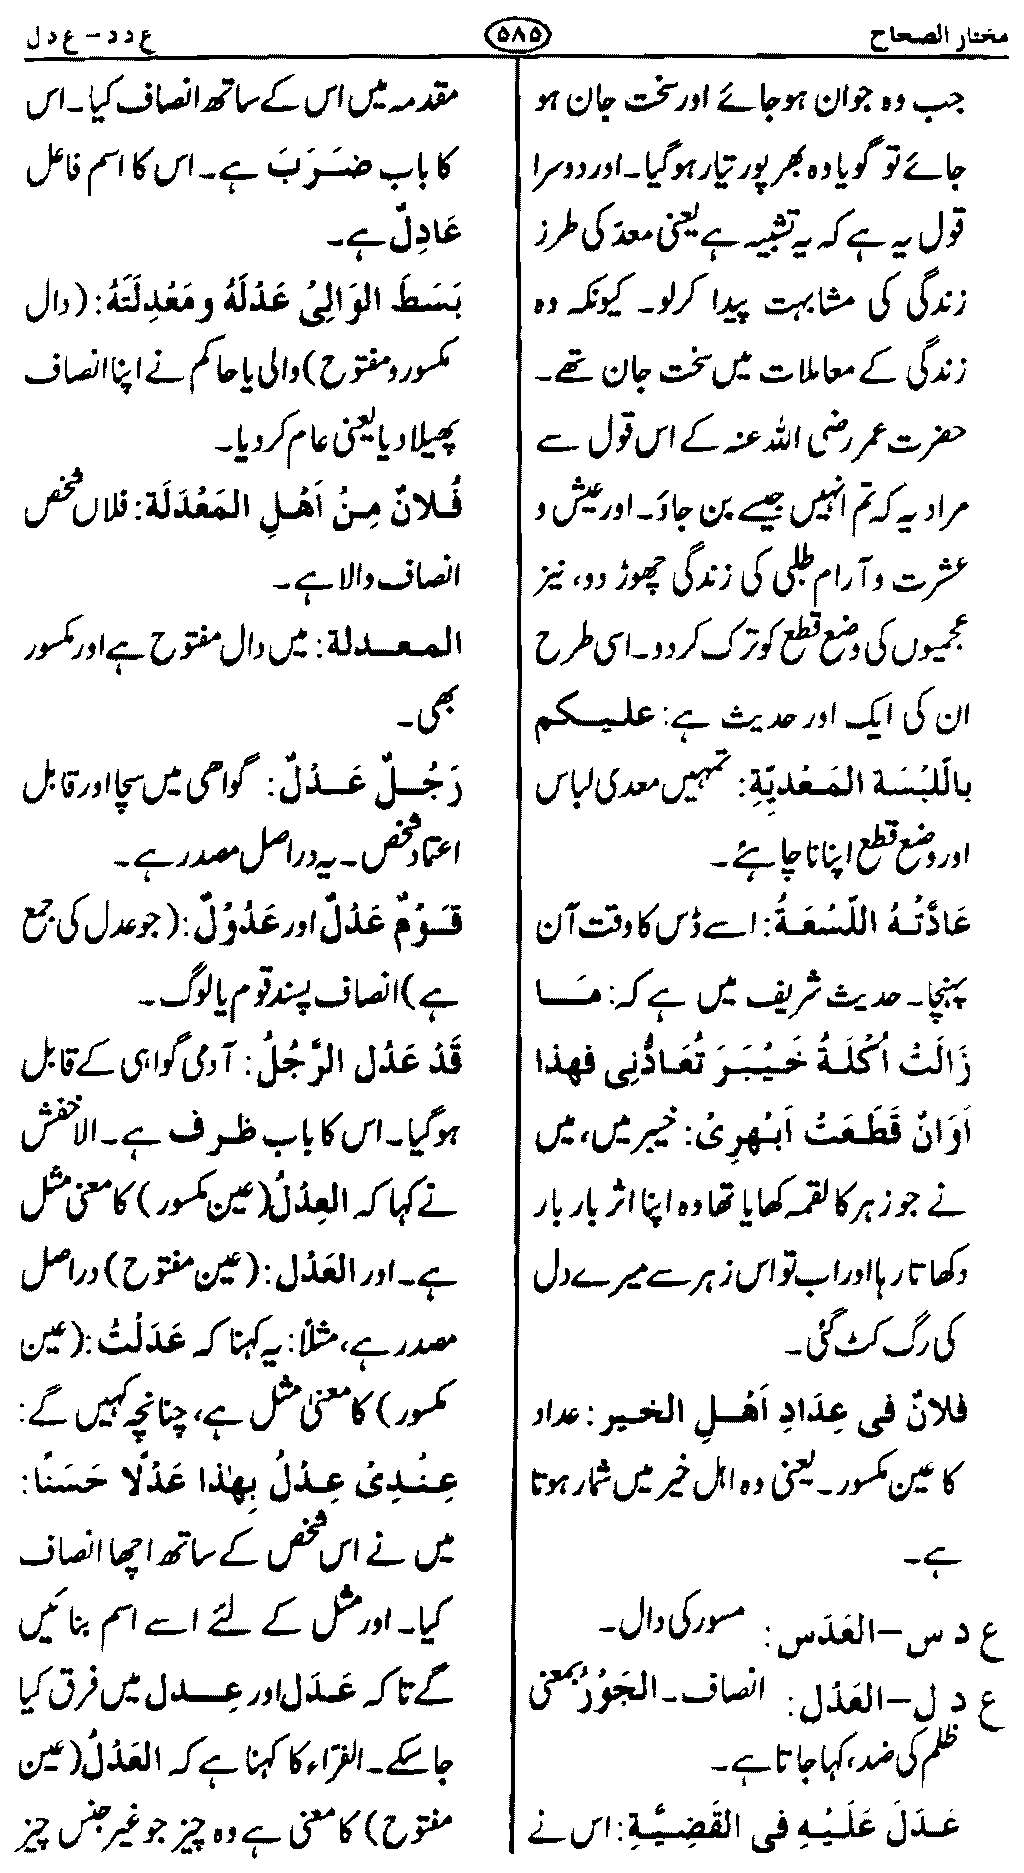 مختار الصحاح
۵۸۵
ع د د – ع د ل
جب وہ جوان ہو جائے اور سخت جان ہو
جائے تو گویا وہ بھر پور تیار ہو گیا۔ اور دوسرا
قول یہ ہے کہ یہ تشبیہ ہے یعنی معدّ کی طرز
زندگی کی مشابہت پیدا کرلو۔ کیونکہ وہ
زندگی کے معاملات میں سخت جان تھے۔
حضرت عمر رضی اللہ عنہ کے اس قول سے
مراد یہ کہ تم انہیں جیسے بن جاؤ۔ اور عیش و
عشرت و آرام طلبی کی زندگی چھوڑ دو، نیز
عجمیوں کی وضع قطع کو ترک کردو۔ اسی طرح
ان کی ایک اور حدیث ہے: علیکم
بالّلبْسَة المَعْدیّةِ: تمہیں معدی لباس
اور وضع قطع اپنانا چاہئے۔
عَادَّتْهُ اللّسْعَةُ: اسے ڈس کا وقت آن
پہنچا۔ حدیث شریف میں ہے کہ: مَا
زَالَتْ اُكْلَةُ خَيْبَرَ تُعَادُّنِی فهذا
اَوَانٌ قَطَعَتْ اَبْهرِیْ: خیبر میں، میں
نے جو زہر کا لقمہ کھایا تھا وہ اپنا اثر بار بار
دکھاتا رہا اور اب تو اس زہر سے میرے دل
کی رگ کٹ گئی۔
فلانٌ فی عِدَادِ اَهْلِ الخیر: عداد
کا عین مکسور۔ یعنی وہ اہل خیر میں شمار ہوتا
ہے۔
ع د س – العَدَس: مسور کی دال۔
ع د ل – العَدْل: انصاف۔ الجَوْرُ بمعنی
ظلم کی ضد، کہا جاتا ہے۔
عَدَلَ عَلَیْهِ فی القَضِیَّةِ: اس نے
مقدمہ میں اس کے ساتھ انصاف کیا۔ اس
کا باب ضَرَبَ ہے۔ اس کا اسم فاعل
عَادِلٌ ہے۔
بَسَطَ الوَالِیْ عَدْلَهُ و مَعْدِلَتَهُ: (دال
مکسور و مفتوح) والی یا حاکم نے اپنا انصاف
پھیلا دیا یعنی عام کر دیا۔
فُلانٌ مِنْ اَهْلِ المَعْدَلَة: فلاں شخص
انصاف والا ہے۔
المعدلة: میں دال مفتوح ہے اور مکسور
بھی۔
رَجُلٌ عَدْلٌ: گواہی میں سچا اور قابل
اعتماد شخص۔ یہ دراصل مصدر ہے۔
قَوْمٌ عَدْلٌ اور عَدُوْلٌ: (جو عدل کی جمع
ہے) انصاف پسند قوم یا لوگ۔
قَدْ عَدْل الرَّجُلُ: آدمی گواہی کے قابل
ہو گیا۔ اس کا باب ظرف ہے۔ الاخفش
نے کہا کہ العِدْلُ (عین مکسور) کا معنی مثل
ہے۔ اور العَدْل: (عین مفتوح) دراصل
مصدر ہے، مثلاً: یہ کہنا کہ عَدَلْتُ: (عین
مکسور) کا معنیٰ مثل ہے، چنانچہ کہیں گے:
عِنْدِیْ عِدْلُ بِهٰذا عَدْلًا حَسَنًا:
میں نے اس شخص کے ساتھ اچھا انصاف
کیا۔ اور مثل کے لئے اسے اسم بنائیں
گے تا کہ عَدَل اور عِدل میں فرق کیا
جا سکے۔ الفرّاء کا کہنا ہے کہ العَدْلُ (عین
مفتوح) کا معنی ہے وہ چیز جو غیر جنس چیز